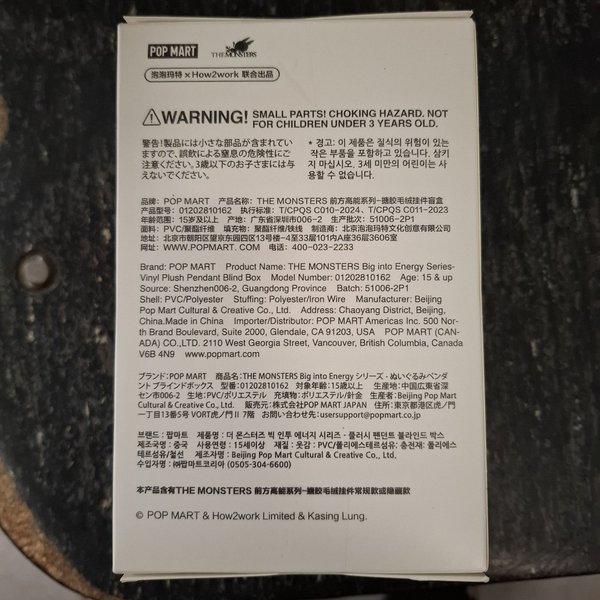 POP MART THE MONSTERS
泡泡玛特 × How2work 联合出品
WARNING! SMALL PARTS! CHOKING HAZARD. NOT
FOR CHILDREN UNDER 3 YEARS OLD.
警告!製品には小さな部品が含まれてい
ますので、誤飲による窒息の危険性にご
注意ください。3歳以下のお子さまには与
えないでください。
* 경고: 이 제품은 질식의 위험이 있는
작은 부품을 포함하고 있습니다. 삼키
지 마십시오. 3세 미만의 어린이는 사
용할 수 없습니다.
品牌: POP MART 产品名称: THE MONSTERS 前方高能系列-搪胶毛绒挂件盲盒
产品型号: 01202810162 执行标准: T/CPQS C010-2024、T/CPQS C011-2023
年龄范围: 15岁及以上 产地: 广东省深圳市006-2 生产批次: 51006-2P1
面料: PVC/聚酯纤维 填充物: 聚酯纤维/铁线 制造商: 北京泡泡玛特文化创意有限公司
地址: 北京市朝阳区望京东园四区13号楼-4至33层101内A座36层3606室
网址: WWW.POPMART.COM 电话: 400-023-2233
Brand: POP MART Product Name: THE MONSTERS Big into Energy Series-
Vinyl Plush Pendant Blind Box Model Number: 01202810162 Age: 15 & up
Source: Shenzhen006-2, Guangdong Province Batch: 51006-2P1
Shell: PVC/Polyester Stuffing: Polyester/Iron Wire Manufacturer: Beijing
Pop Mart Cultural & Creative Co., Ltd. Address: Chaoyang District, Beijing,
China.Made in China Importer/Distributor: POP MART Americas Inc. 500 Nor-
th Brand Boulevard, Suite 2000, Glendale, CA 91203, USA POP MART (CAN-
ADA) CO.,LTD. 2110 West Georgia Street, Vancouver, British Columbia, Canada
V6B 4N9 www.popmart.com
ブランド: POP MART 商品名: THE MONSTERS Big into Energy シリーズ - ぬいぐるみペンダ
ント ブラインドボックス 型番: 01202810162 対象年齢: 15歳以上 生産地: 中国広東省深
セン市006-2 生地: PVC/ポリエステル 充填物: ポリエステル/針金 生産者: Beijing Pop Mart
Cultural & Creative Co., Ltd. 販売元: 株式会社POP MART JAPAN 住所: 東京都港区虎ノ門
一丁目13番5号 VORT虎ノ門II 7階 お問い合わせ先: usersupport@popmart.co.jp
브랜드 : 팝마트 제품명 : 더 몬스터즈 빅 인투 에너지 시리즈 - 플러시 펜던트 블라인드 박스
제조국명 : 중국 사용연령 : 15세이상 재질 : 옷감 : PVC/폴리에스테르섬유; 충전재: 폴리에스
테르섬유/철선 제조자명 : Beijing Pop Mart Cultural & Creative Co., Ltd.
수입자명 : ㈜팝마트코리아 (0505-304-6600)
本产品含有THE MONSTERS 前方高能系列-搪胶毛绒挂件常规款或隐藏款
© POP MART & How2work Limited & Kasing Lung.